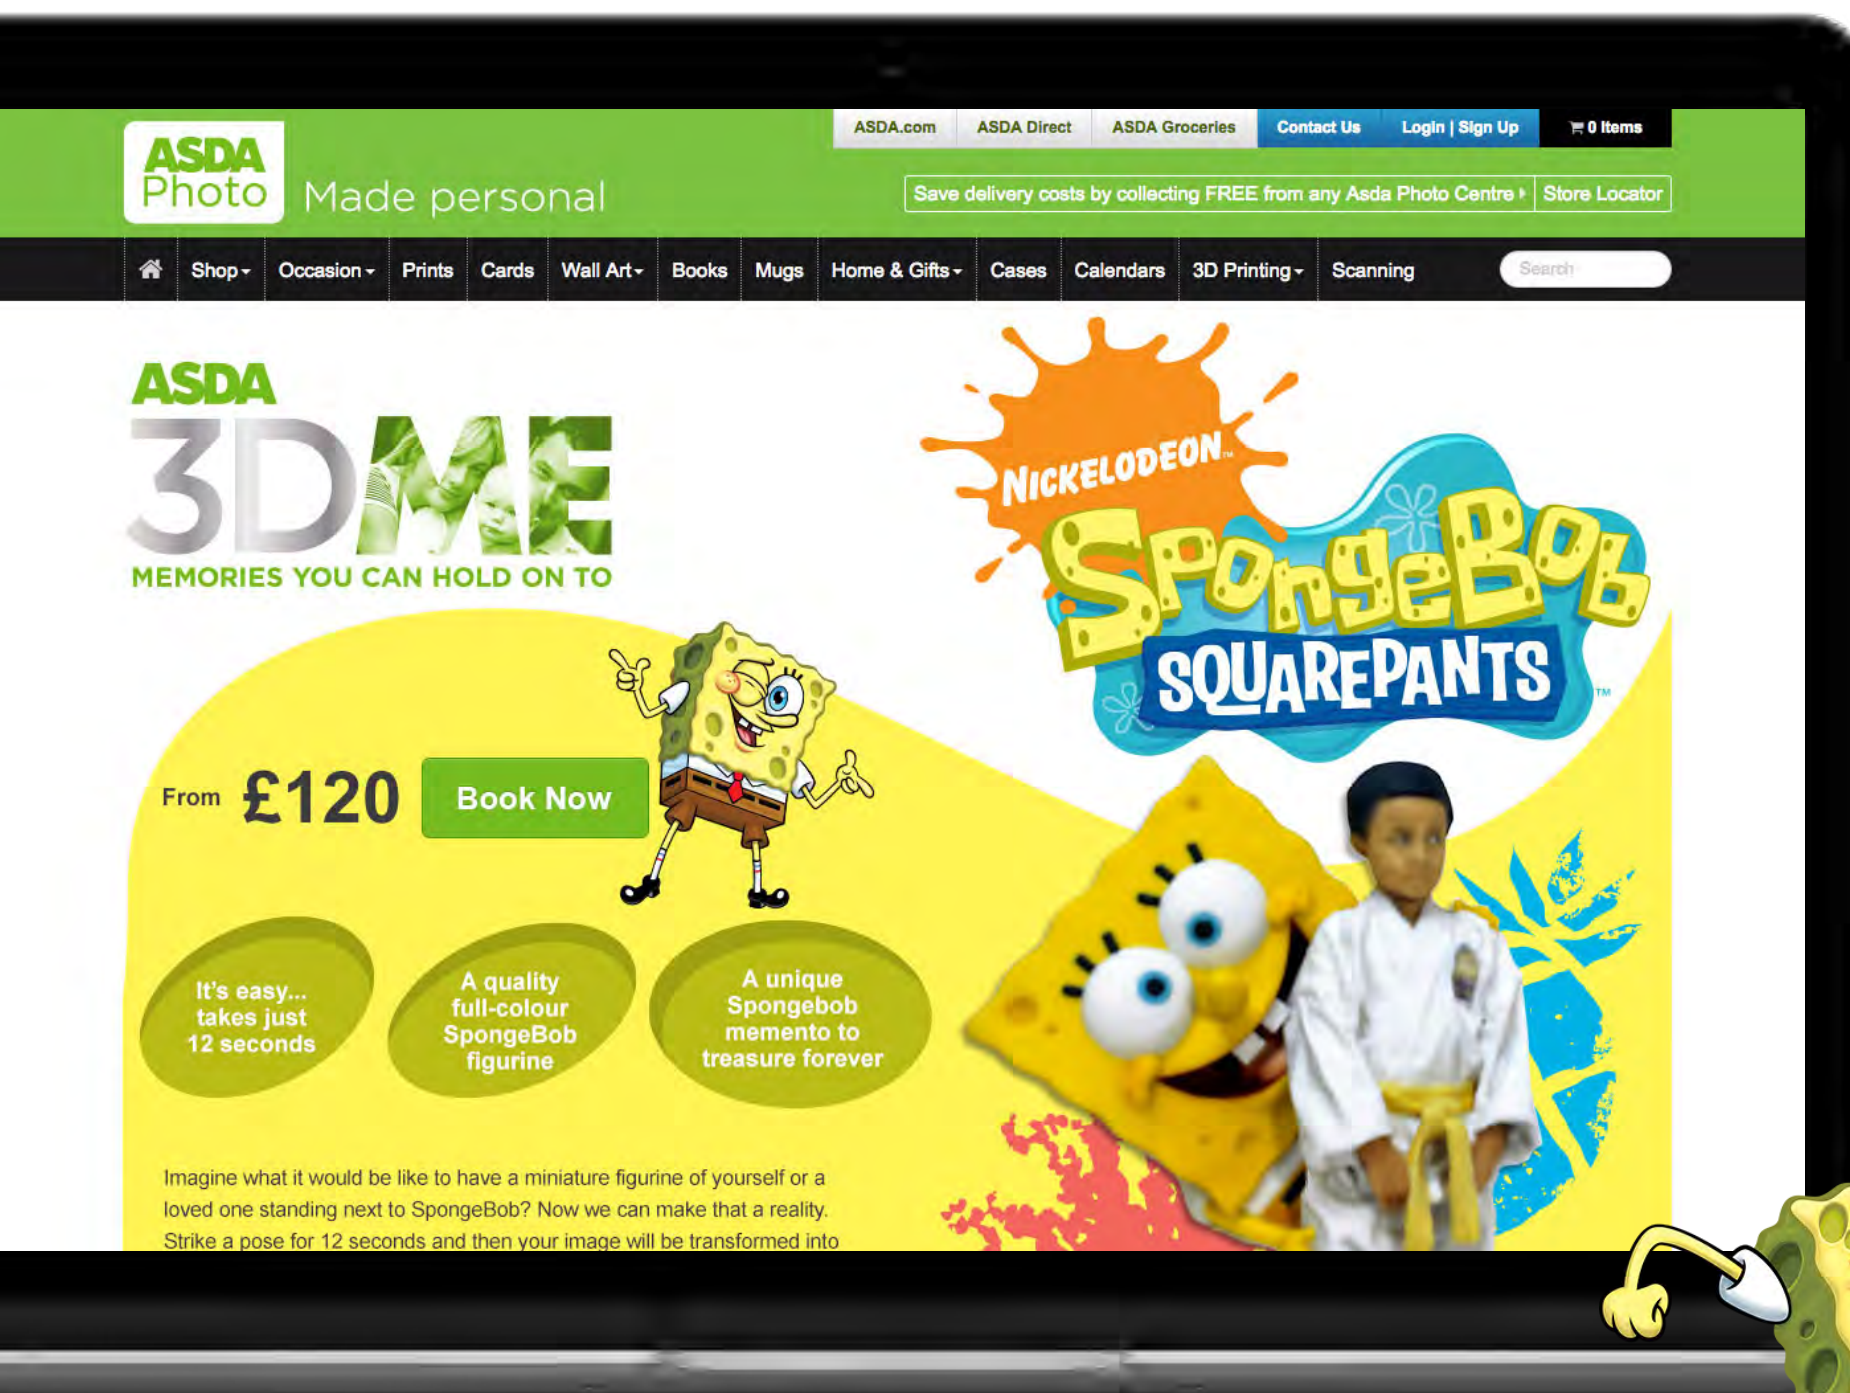 ASDA.com ASDA Direct ASDA Groceries Contact Us Login | Sign Up 0 Items
ASDA
Photo
Made personal
Save delivery costs by collecting FREE from any Asda Photo Centre Store Locator
Shop Occasion Prints Cards Wall Art Books Mugs Home & Gifts Cases Calendars 3D Printing Scanning Search
ASDA
3DME
MEMORIES YOU CAN HOLD ON TO
NICKELODEON™
SPONGEBOB
SQUAREPANTS ™
From £120 Book Now
It's easy...
takes just
12 seconds
A quality
full-colour
SpongeBob
figurine
A unique
Spongebob
memento to
treasure forever
Imagine what it would be like to have a miniature figurine of yourself or a
loved one standing next to SpongeBob? Now we can make that a reality.
Strike a pose for 12 seconds and then your image will be transformed into